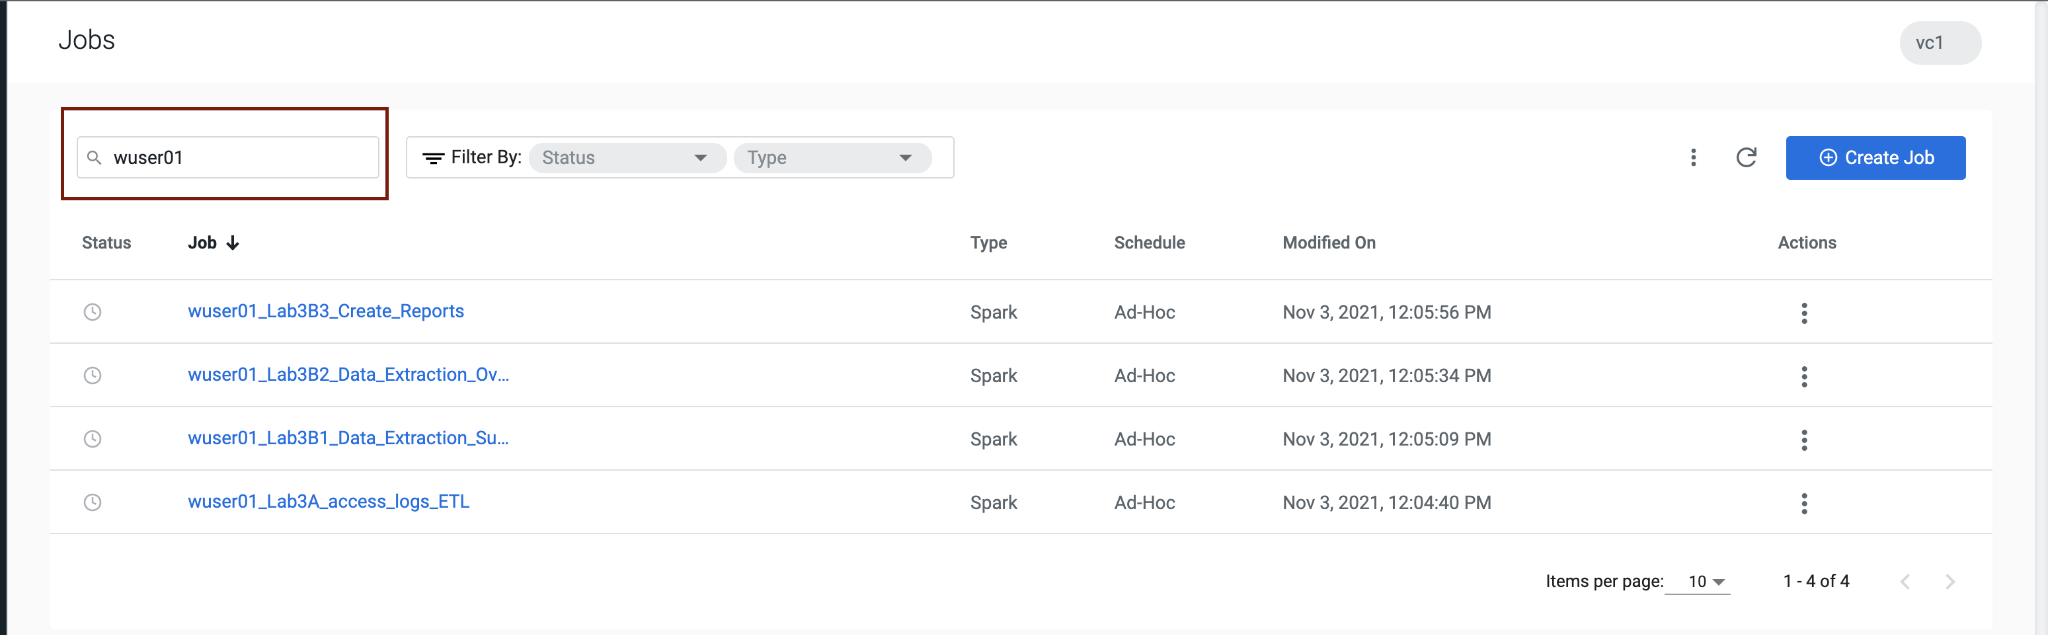 Jobs
vc1
wuser01
Filter By: Status Type
Create Job
Status Job Type Schedule Modified On Actions
wuser01_Lab3B3_Create_Reports Spark Ad-Hoc Nov 3, 2021, 12:05:56 PM
wuser01_Lab3B2_Data_Extraction_Ov... Spark Ad-Hoc Nov 3, 2021, 12:05:34 PM
wuser01_Lab3B1_Data_Extraction_Su... Spark Ad-Hoc Nov 3, 2021, 12:05:09 PM
wuser01_Lab3A_access_logs_ETL Spark Ad-Hoc Nov 3, 2021, 12:04:40 PM
Items per page: 10 1 - 4 of 4